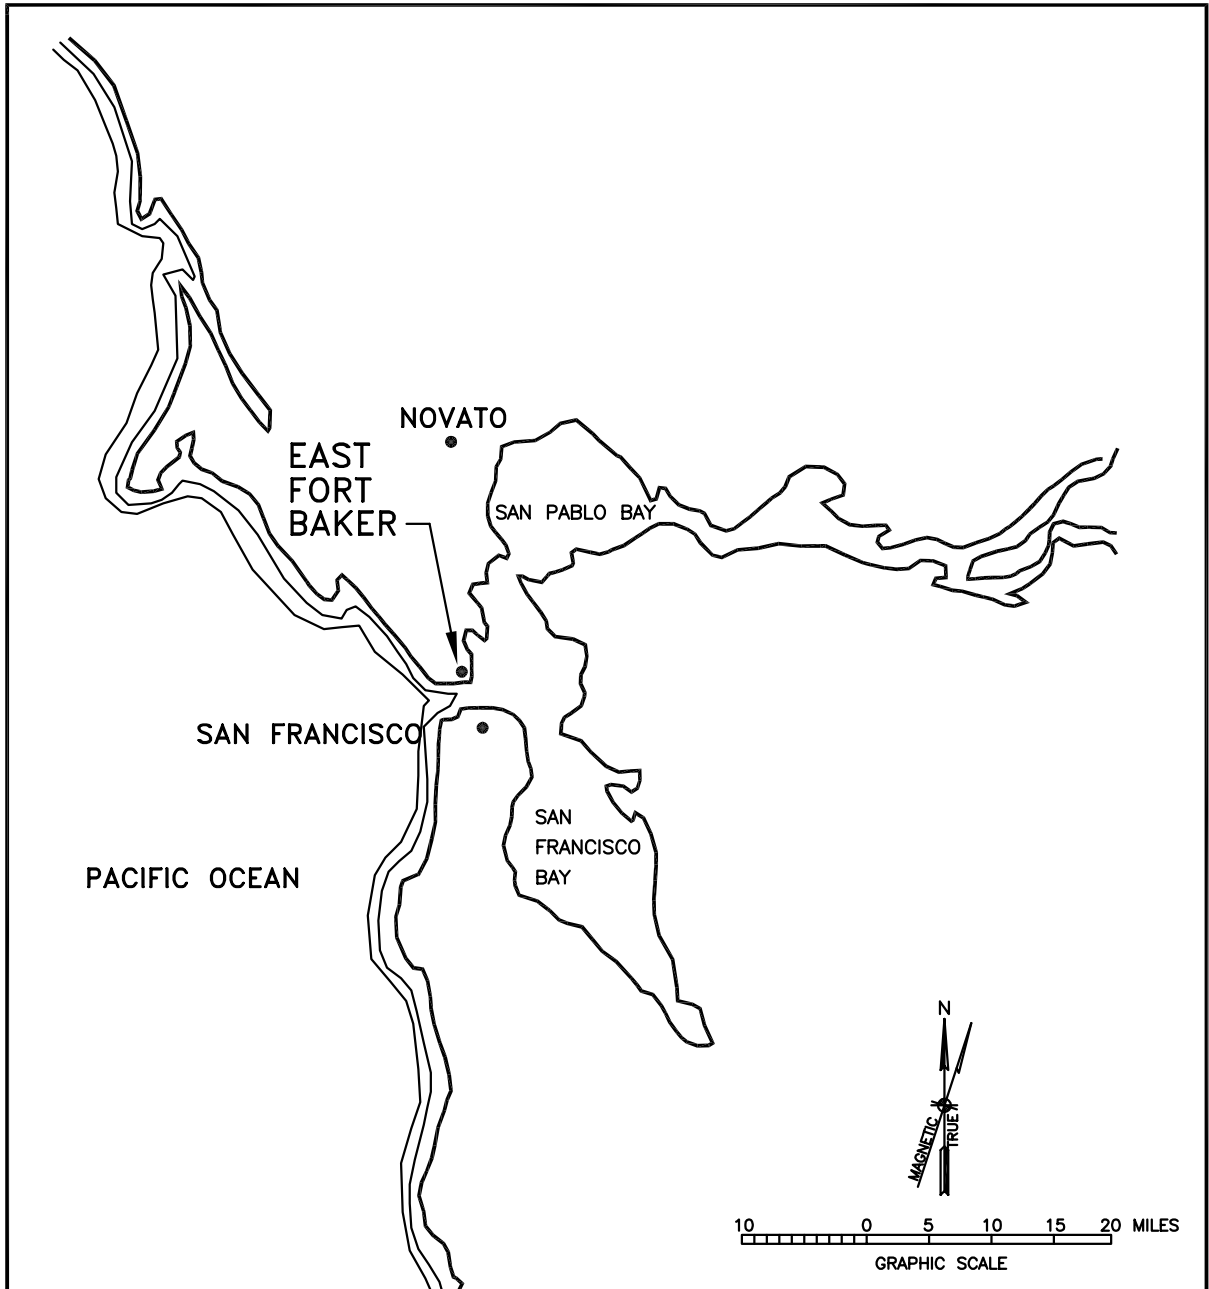 NOVATO
EAST
FORT
BAKER
SAN PABLO BAY
SAN FRANCISCO
SAN
FRANCISCO
BAY
PACIFIC OCEAN
N
MAGNETIC
TRUE
10 0 5 10 15 20 MILES
GRAPHIC SCALE